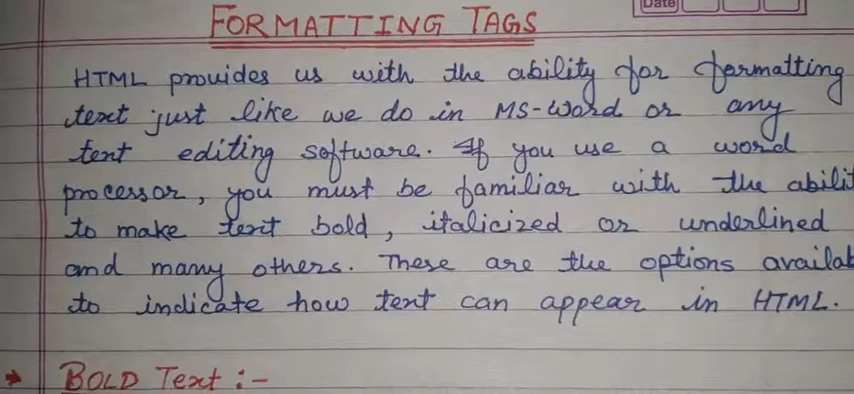 Date
FORMATTING TAGS
HTML provides us with the ability for formatting
text just like we do in MS-Word or any
text editing software. If you use a word
processor, you must be familiar with the abilit
to make text bold, italicized or underlined
and many others. These are the options availab
to indicate how text can appear in HTML.
→ BOLD Text :-